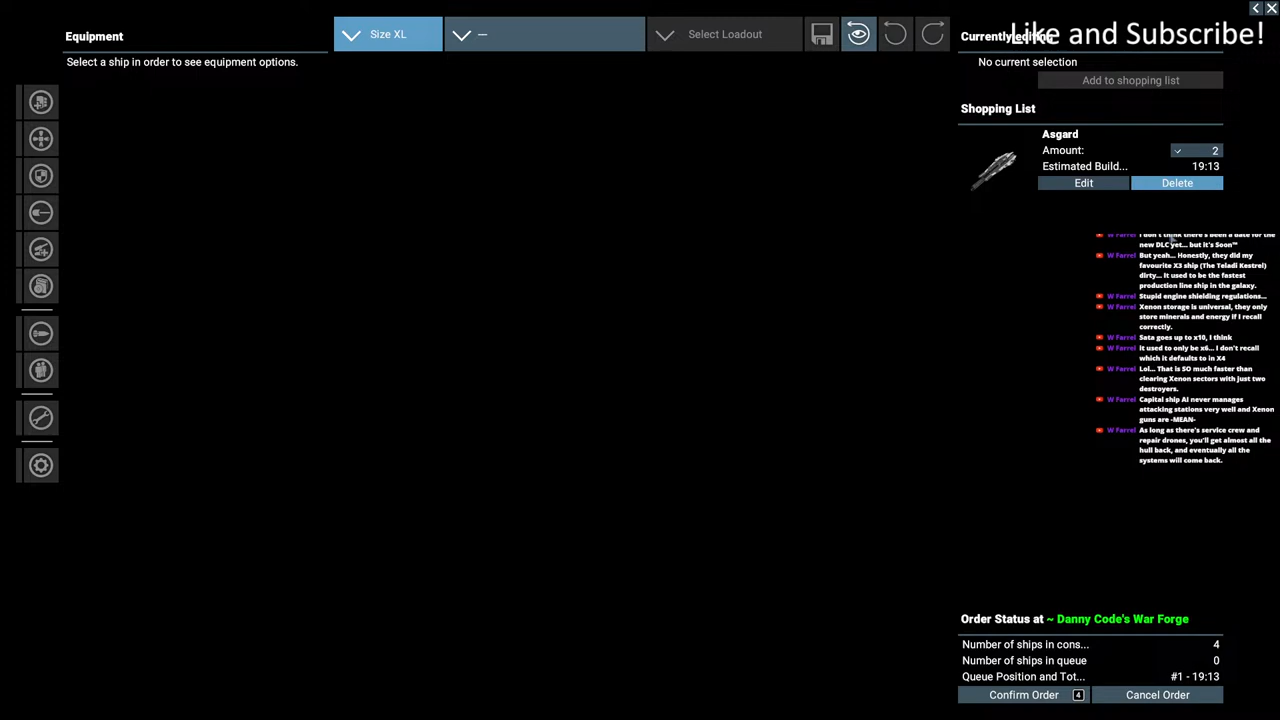 Equipment
Select a ship in order to see equipment options.
Size XL
—
Select Loadout
Like and Subscribe!
Currently editing
No current selection
Add to shopping list
Shopping List
Asgard
Amount: 2
Estimated Build... 19:13
Edit
Delete
W Farrel I don't think there's been a date for the
new DLC yet... but it's Soon™
W Farrel But yeah... Honestly, they did my
favourite X3 ship (The Teladi Kestrel)
dirty... It used to be the fastest
production line ship in the galaxy.
W Farrel Stupid engine shielding regulations...
W Farrel Xenon storage is universal, they only
store minerals and energy if I recall
correctly.
W Farrel Sata goes up to x10, I think
W Farrel It used to only be x6... I don't recall
which it defaults to in X4
W Farrel Lol... That is SO much faster than
clearing Xenon sectors with just two
destroyers.
W Farrel Capital ship AI never manages
attacking stations very well and Xenon
guns are -MEAN-
W Farrel As long as there's service crew and
repair drones, you'll get almost all the
hull back, and eventually all the
systems will come back.
Order Status at ~ Danny Code's War Forge
Number of ships in cons... 4
Number of ships in queue 0
Queue Position and Tot... #1 - 19:13
Confirm Order 4
Cancel Order